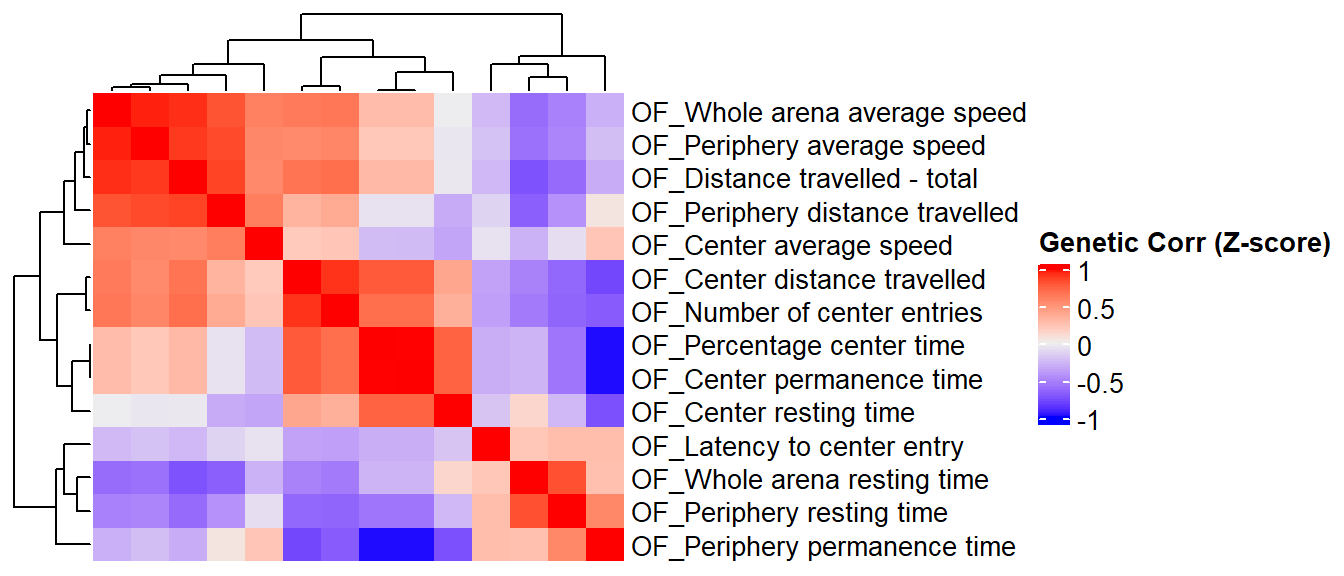 OF_Whole arena average speed
OF_Periphery average speed
OF_Distance travelled - total
OF_Periphery distance travelled
OF_Center average speed
OF_Center distance travelled
OF_Number of center entries
OF_Percentage center time
OF_Center permanence time
OF_Center resting time
OF_Latency to center entry
OF_Whole arena resting time
OF_Periphery resting time
OF_Periphery permanence time
Genetic Corr (Z-score)
1
0.5
0
-0.5
-1